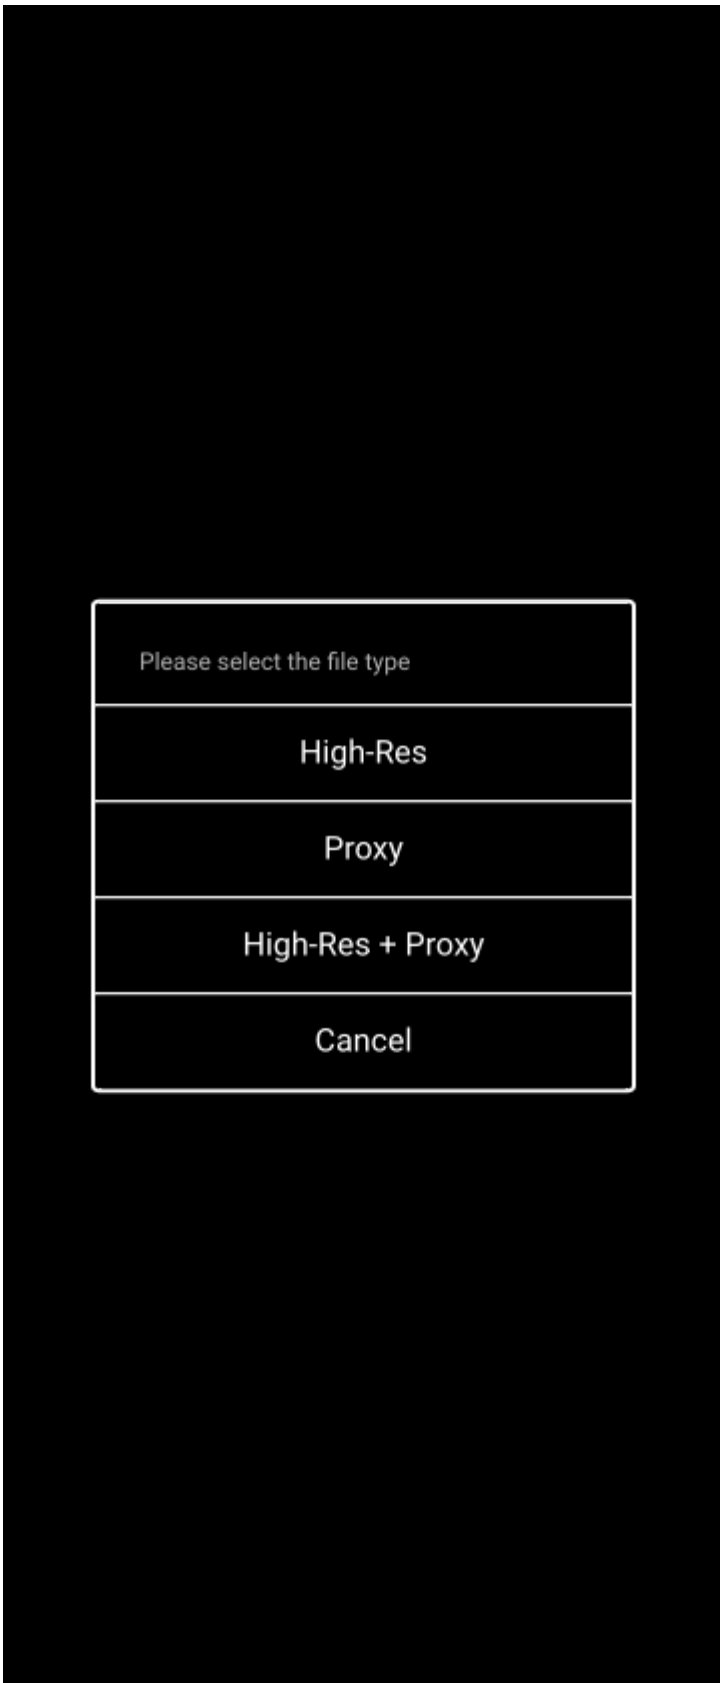 Please select the file type
High-Res
Proxy
High-Res + Proxy
Cancel